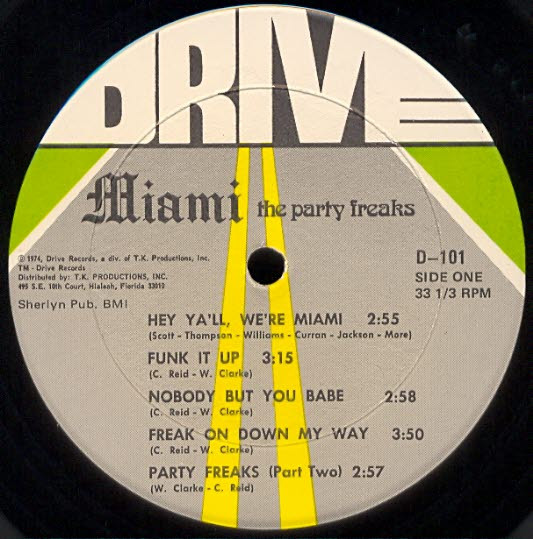 DRIVE
Miami the party freaks
℗ 1974, Drive Records, a div. of T.K. Productions, Inc.
TM - Drive Records
Distributed by: T.K. PRODUCTIONS, INC.
495 S.E. 10th Court, Hialeah, Florida 33010
Sherlyn Pub. BMI
D-101
SIDE ONE
33 1/3 RPM
HEY YA'LL, WE'RE MIAMI 2:55
(Scott - Thompson - Williams - Curran - Jackson - More)
FUNK IT UP 3:15
(C. Reid - W. Clarke)
NOBODY BUT YOU BABE 2:58
(C. Reid - W. Clarke)
FREAK ON DOWN MY WAY 3:50
(C. Reid - W. Clarke)
PARTY FREAKS (Part Two) 2:57
(W. Clarke - C. Reid)